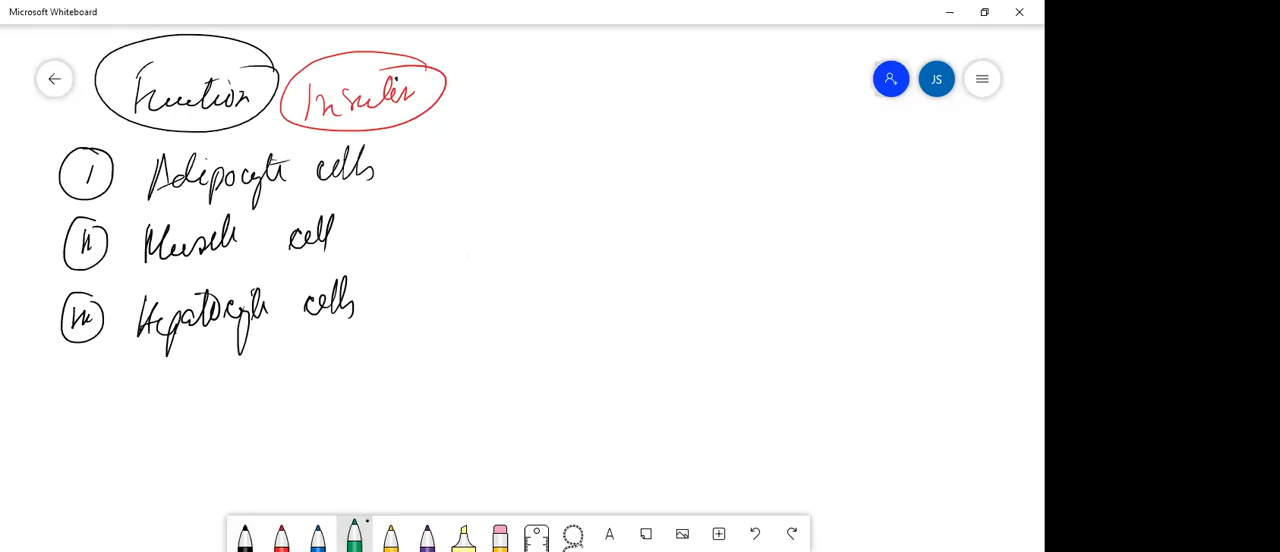 Microsoft Whiteboard
Function Insulin
JS
i Adipocyte cells
ii Muscle cell
iii Hepatocyte cells
A